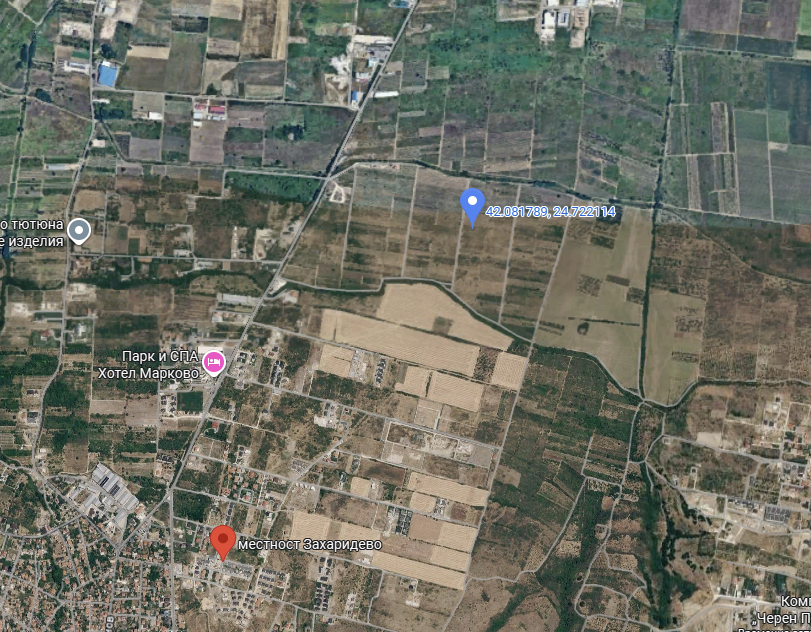 42.081789, 24.722114
о тютюна
е изделия
Парк и СПА
Хотел Марково
местност Захаридево
Комп
"Черен П